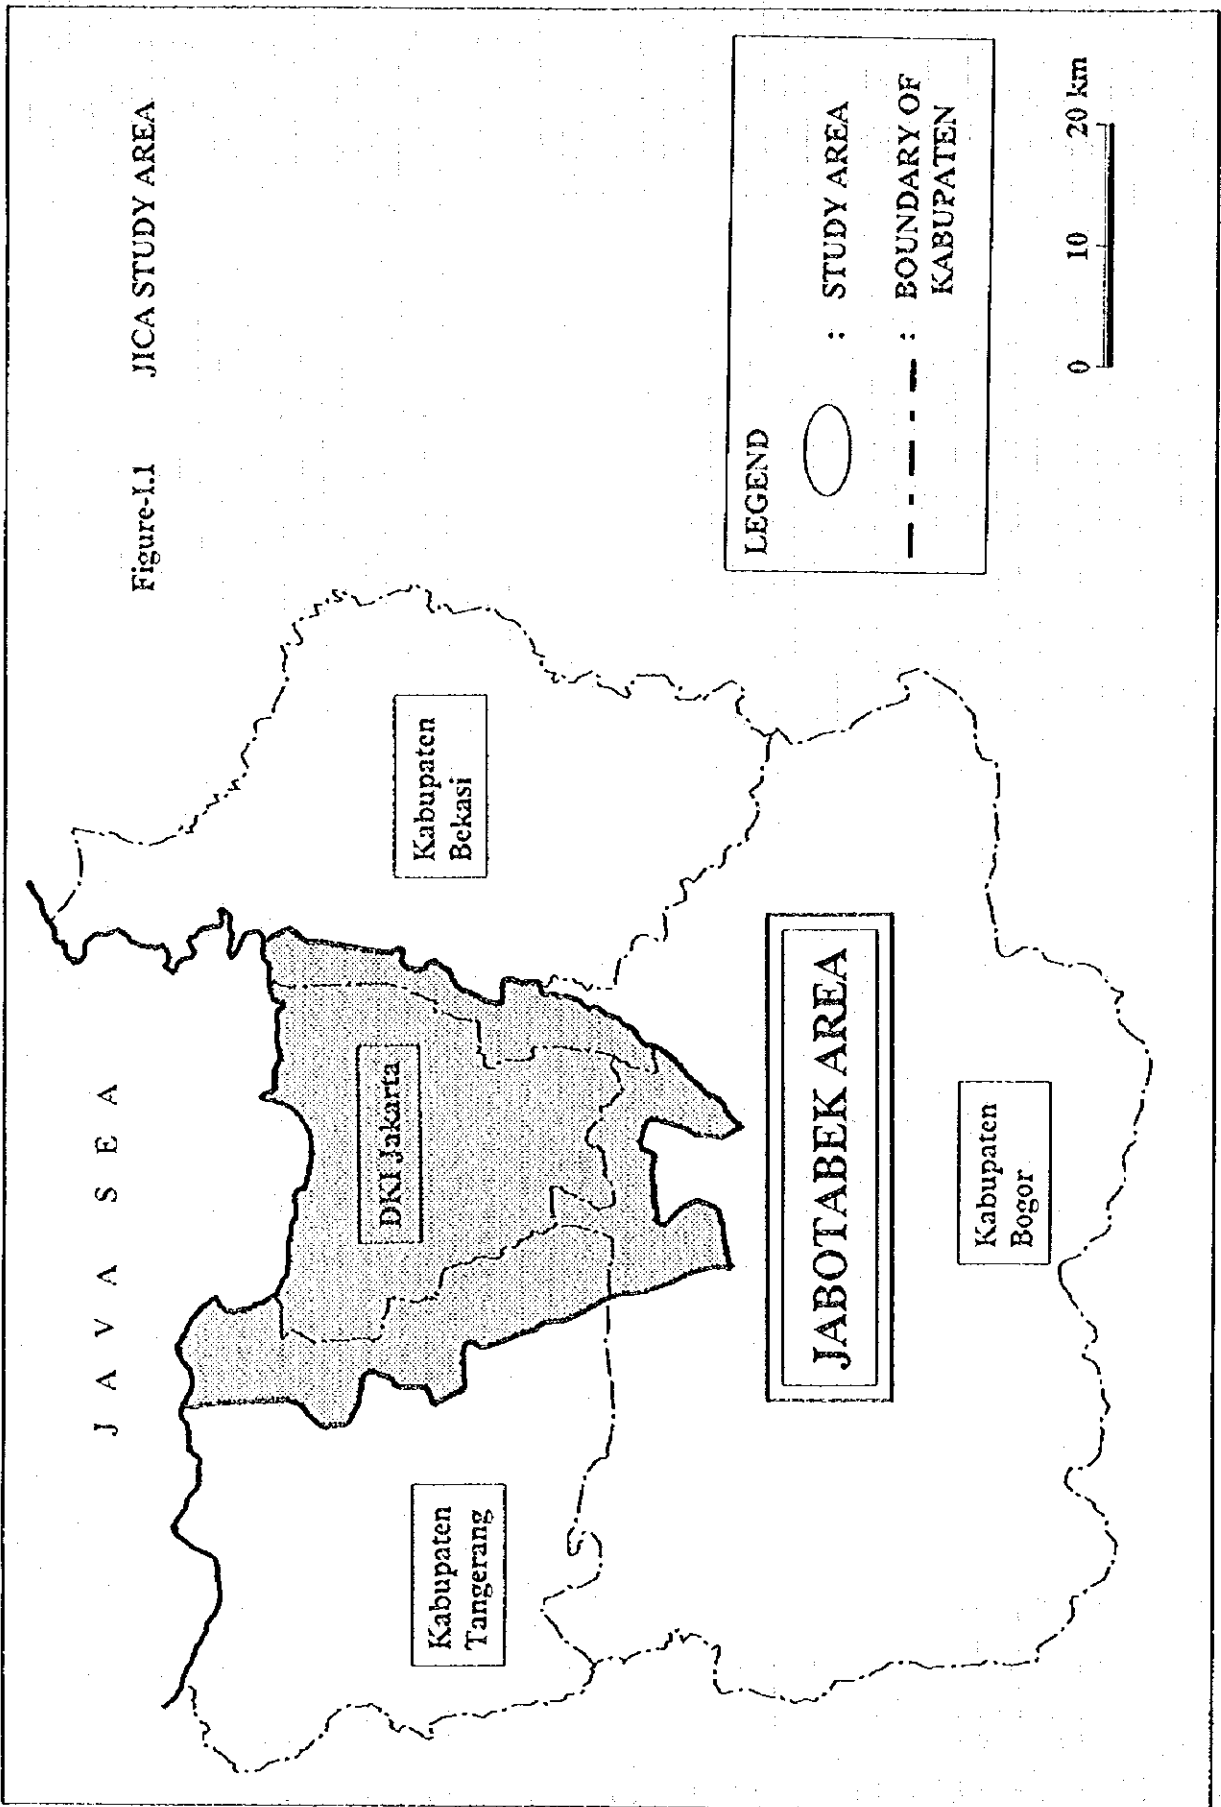 Figure-I.1 JICA STUDY AREA
J A V A S E A
DKI Jakarta
Kabupaten
Bekasi
Kabupaten
Tangerang
JABOTABEK AREA
Kabupaten
Bogor
LEGEND
: STUDY AREA
: BOUNDARY OF
KABUPATEN
0 10 20 km